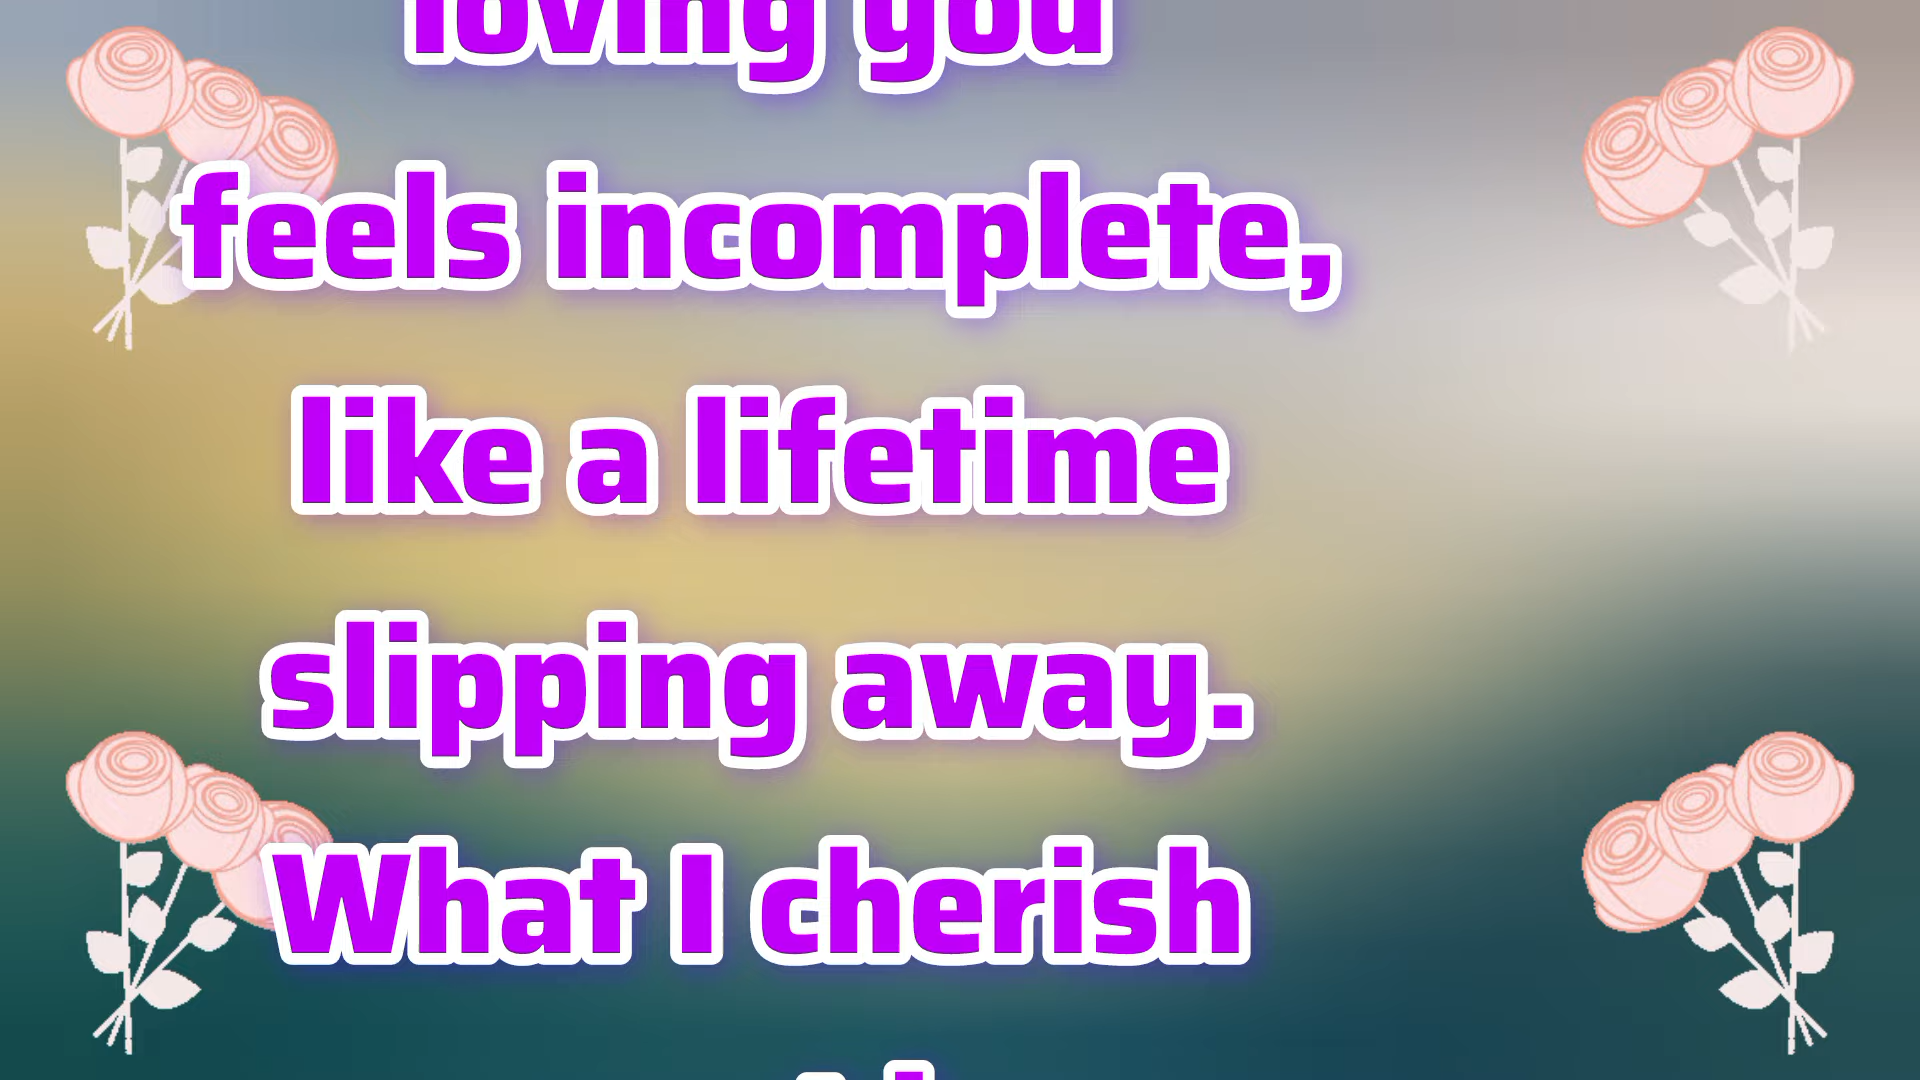 loving you
feels incomplete,
like a lifetime
slipping away.
What I cherish